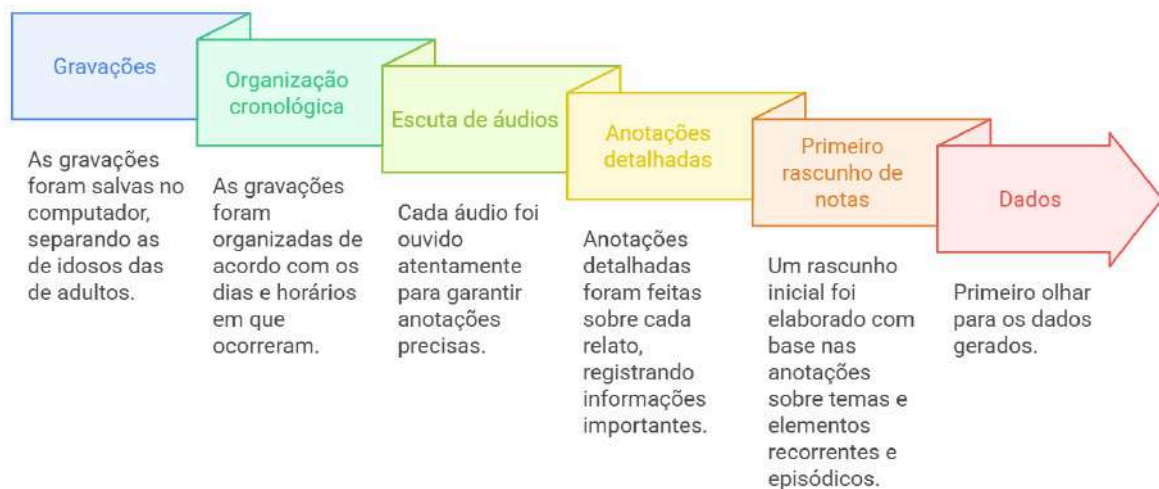 Gravações
As gravações
foram salvas no
computador,
separando as
de idosos das
de adultos.
Organização
cronológica
As gravações
foram
organizadas de
acordo com os
dias e horários
em que
ocorreram.
Escuta de áudios
Cada áudio foi
ouvido
atentamente
para garantir
anotações
precisas.
Anotações
detalhadas
Anotações
detalhadas
foram feitas
sobre cada
relato,
registrando
informações
importantes.
Primeiro
rascunho de
notas
Um rascunho
inicial foi
elaborado com
base nas
anotações
sobre temas e
elementos
recorrentes e
episódicos.
Dados
Primeiro olhar
para os dados
gerados.